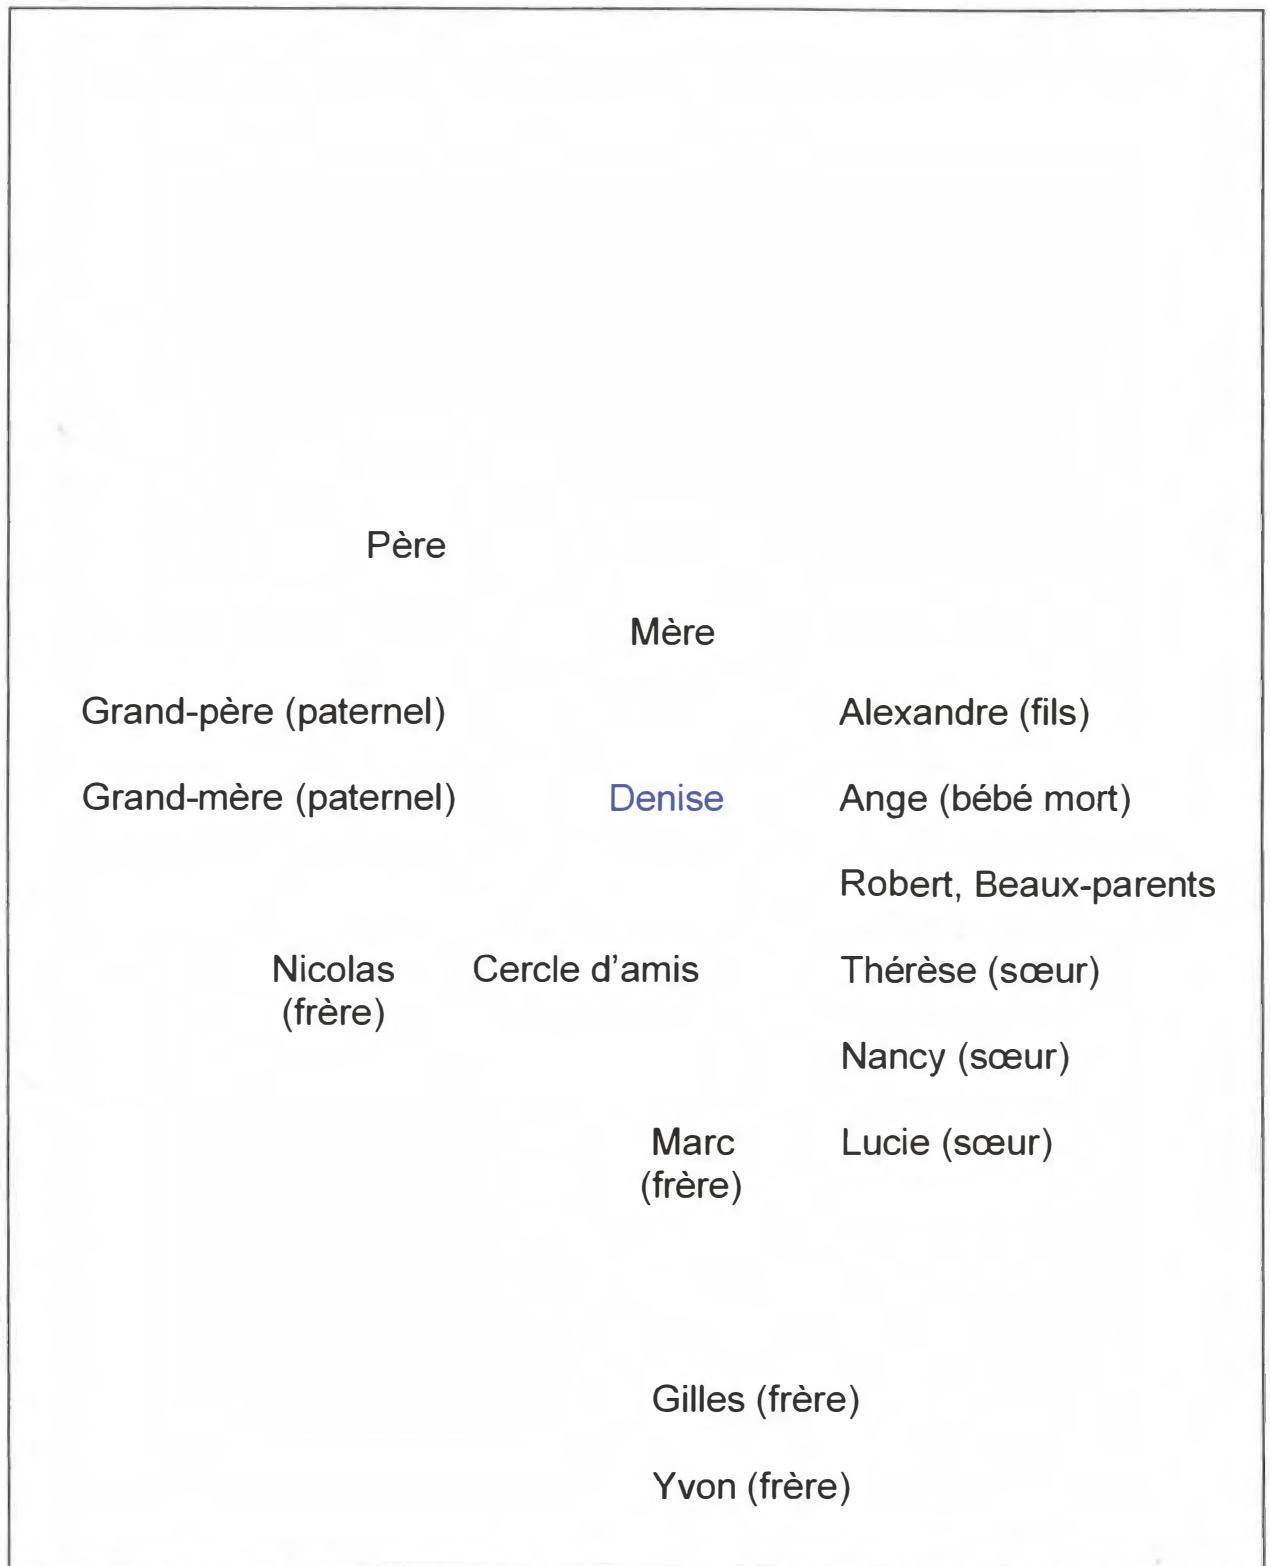 Père
Mère
Grand-père (paternel)
Alexandre (fils)
Grand-mère (paternel)
Denise
Ange (bébé mort)
Robert, Beaux-parents
Nicolas
(frère)
Cercle d'amis
Thérèse (sœur)
Nancy (sœur)
Marc
(frère)
Lucie (sœur)
Gilles (frère)
Yvon (frère)